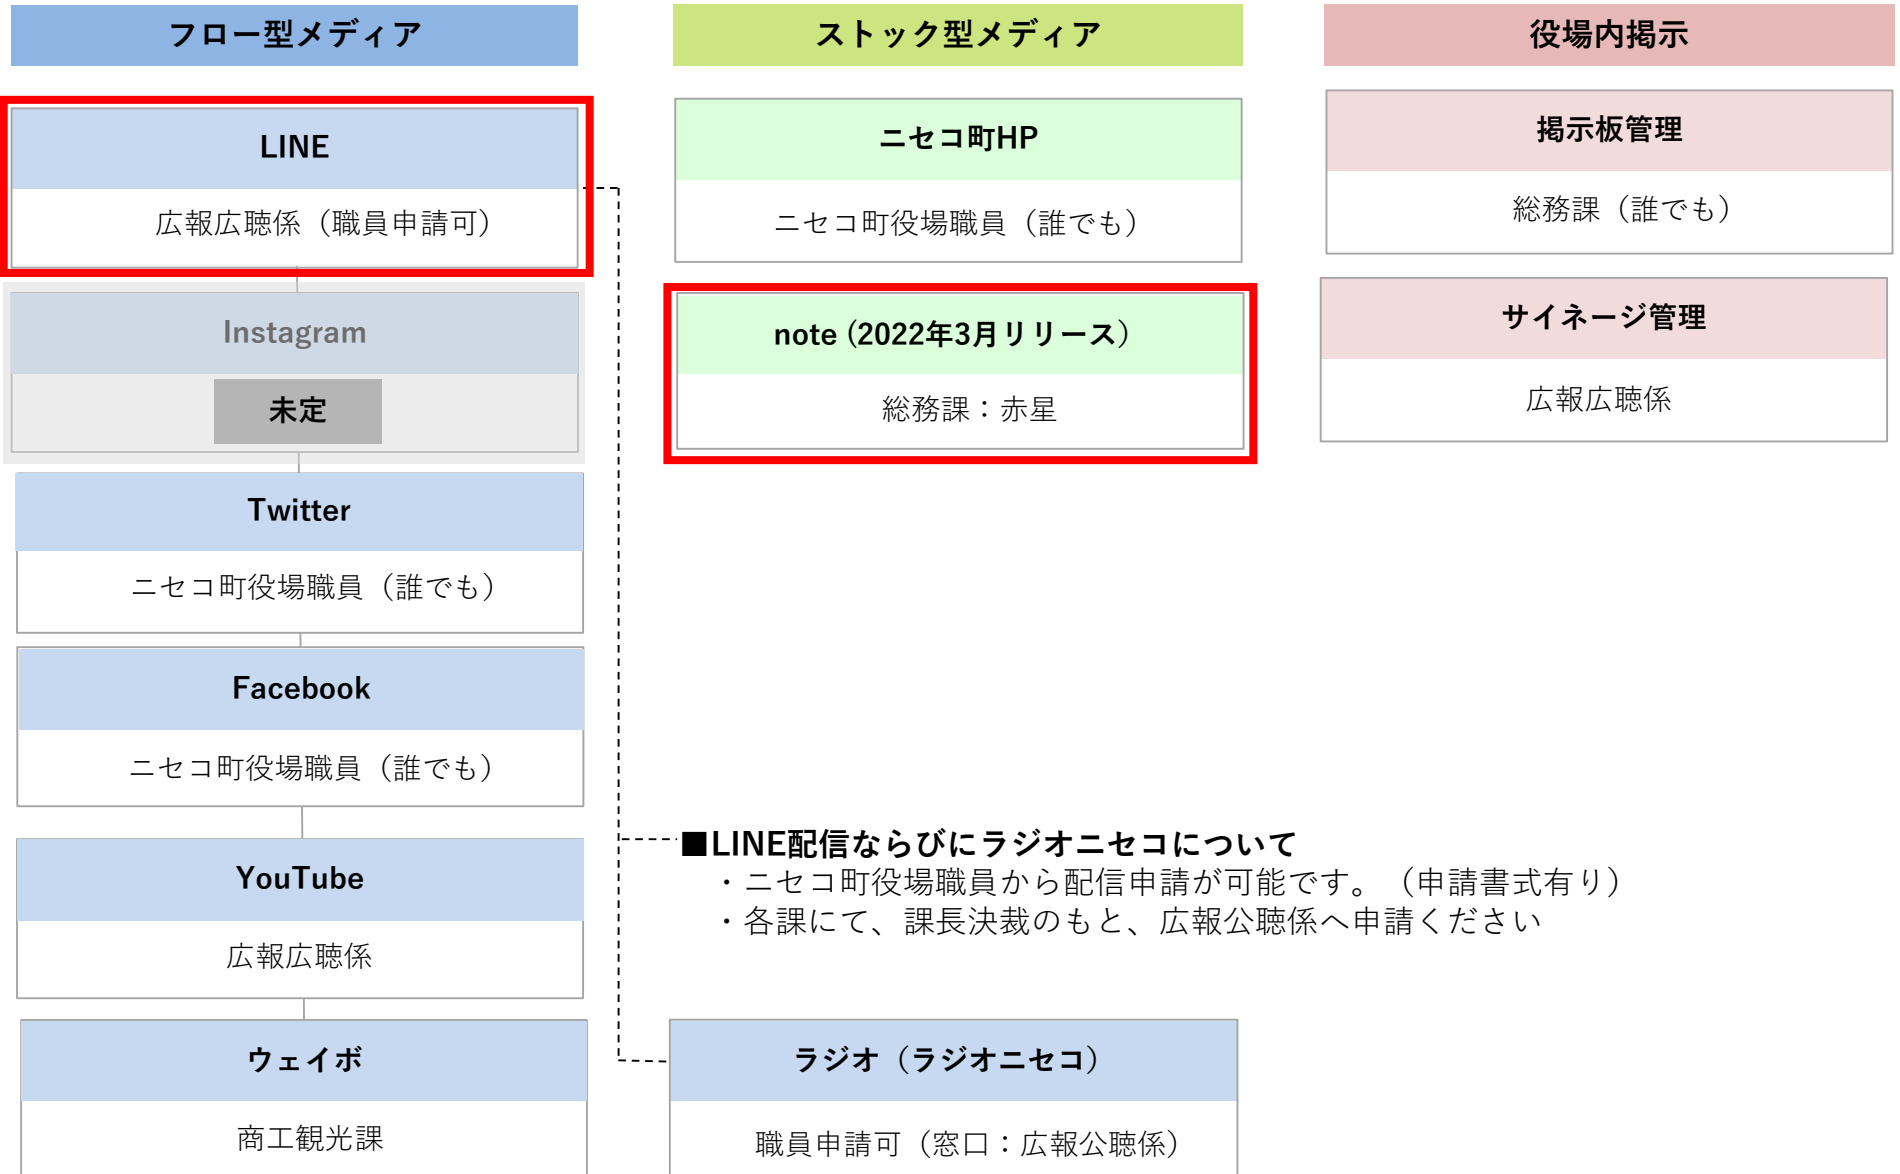 フロー型メディア
LINE
広報広聴係（職員申請可）
Instagram
未定
Twitter
ニセコ町役場職員（誰でも）
Facebook
ニセコ町役場職員（誰でも）
YouTube
広報広聴係
ウェイボ
商工観光課
ストック型メディア
ニセコ町HP
ニセコ町役場職員（誰でも）
note (2022年3月リリース）
総務課：赤星
■LINE配信ならびにラジオニセコについて
・ニセコ町役場職員から配信申請が可能です。（申請書式有り）
・各課にて、課長決裁のもと、広報公聴係へ申請ください
ラジオ（ラジオニセコ）
職員申請可（窓口：広報公聴係）
役場内掲示
掲示板管理
総務課（誰でも）
サイネージ管理
広報広聴係